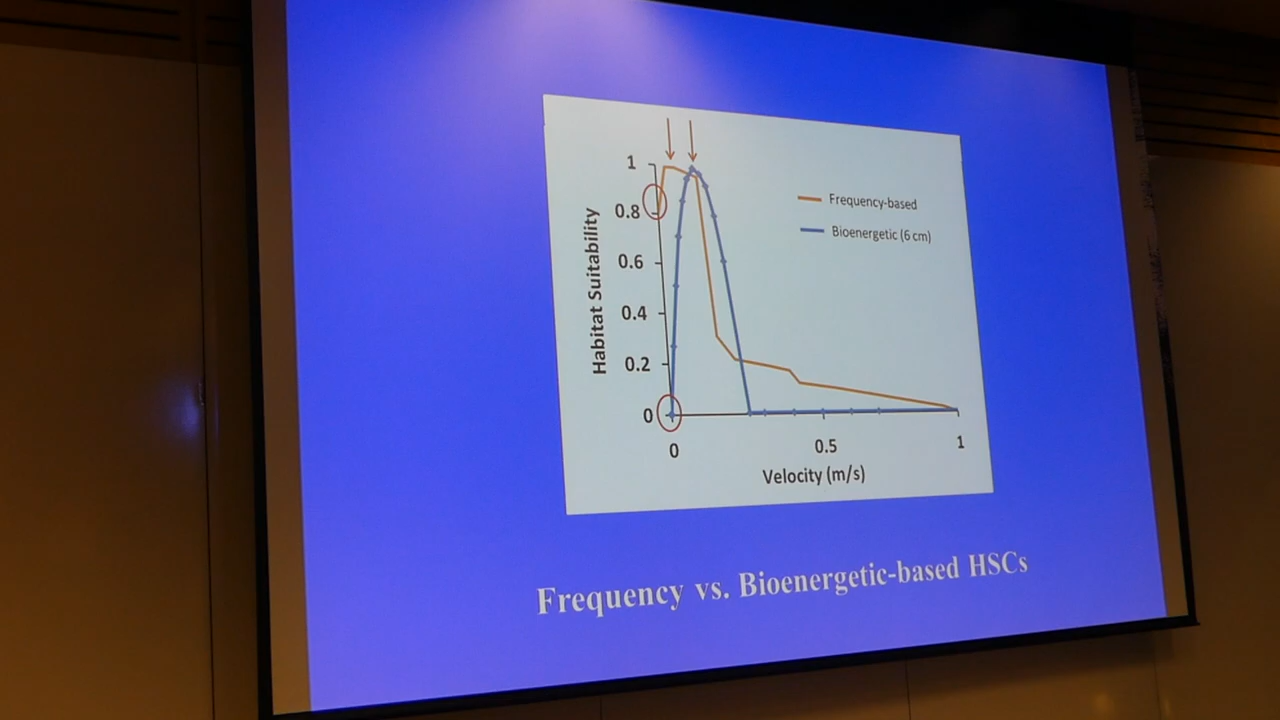 1
0.8
0.6
0.4
0.2
0
Habitat Suitability
Frequency-based
Bioenergetic (6 cm)
0
0.5
1
Velocity (m/s)
Frequency vs. Bioenergetic-based HSCs